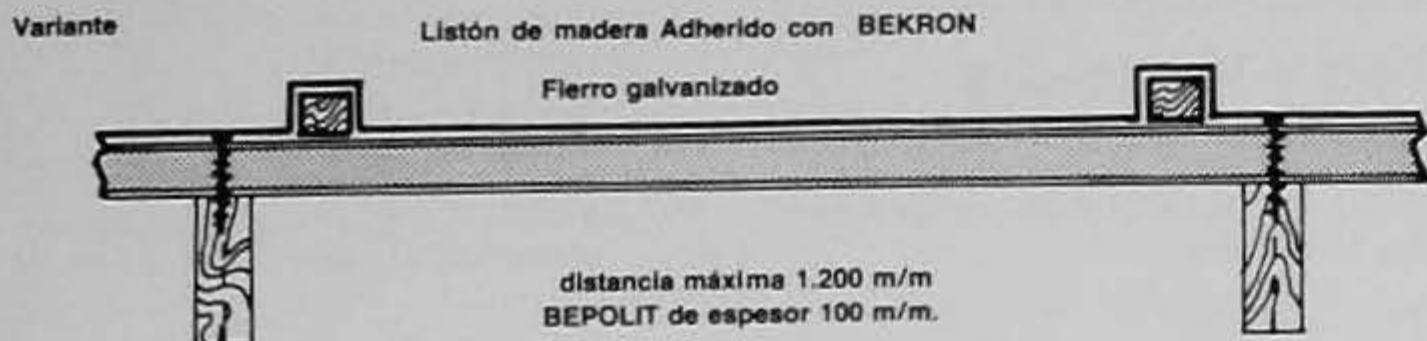 Variante
Listón de madera Adherido con BEKRON
Fierro galvanizado
distancia máxima 1.200 m/m
BEPOLIT de espesor 100 m/m.